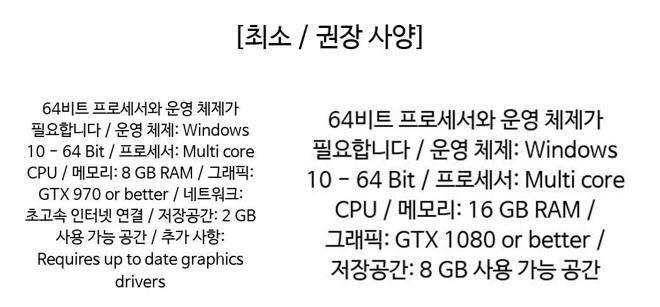 [최소 / 권장 사양]
64비트 프로세서와 운영 체제가
필요합니다 / 운영 체제: Windows
10 - 64 Bit / 프로세서: Multi core
CPU / 메모리: 8 GB RAM / 그래픽:
GTX 970 or better / 네트워크:
초고속 인터넷 연결 / 저장공간: 2 GB
사용 가능 공간 / 추가 사항:
Requires up to date graphics
drivers
64비트 프로세서와 운영 체제가
필요합니다 / 운영 체제: Windows
10 - 64 Bit / 프로세서: Multi core
CPU / 메모리: 16 GB RAM /
그래픽: GTX 1080 or better /
저장공간: 8 GB 사용 가능 공간